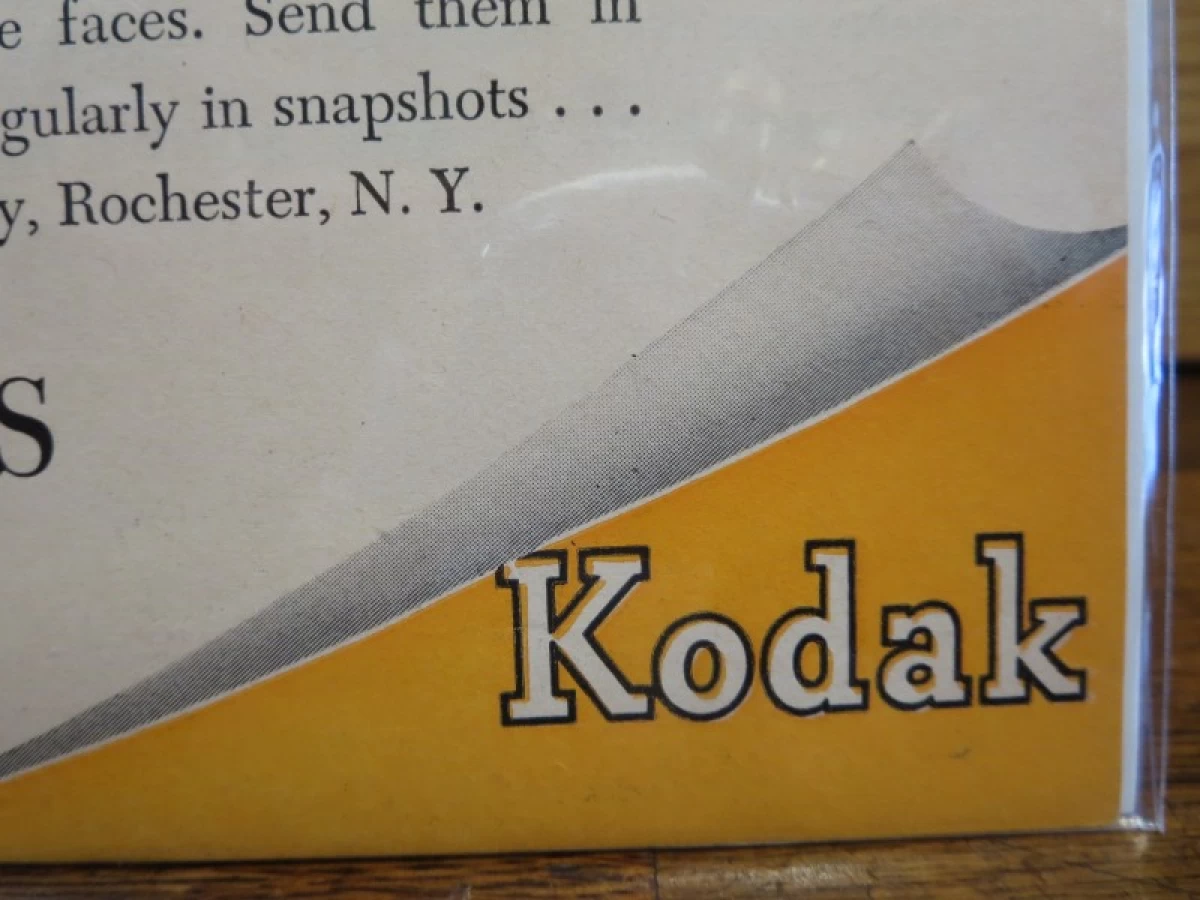 faces. Send them in
gularly in snapshots . . .
y, Rochester, N. Y.
S
Kodak